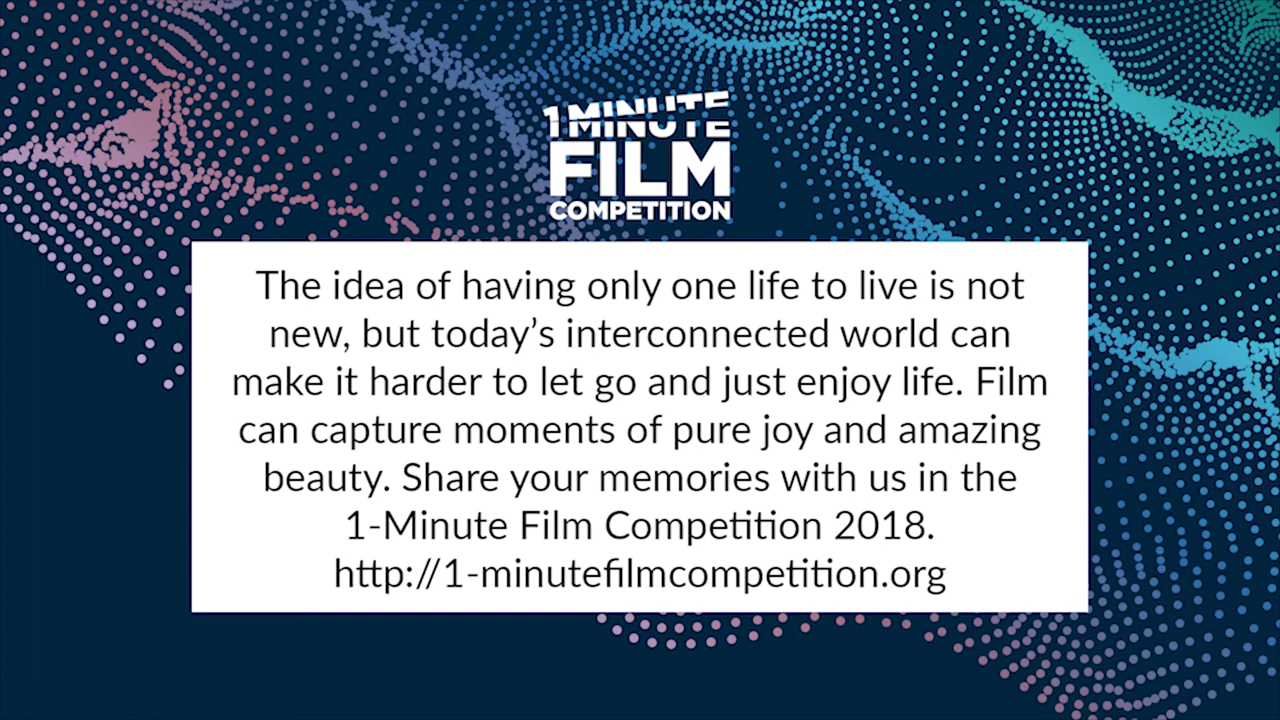 1 MINUTE
FILM
COMPETITION
The idea of having only one life to live is not
new, but today’s interconnected world can
make it harder to let go and just enjoy life. Film
can capture moments of pure joy and amazing
beauty. Share your memories with us in the
1-Minute Film Competition 2018.
http://1-minutefilmcompetition.org